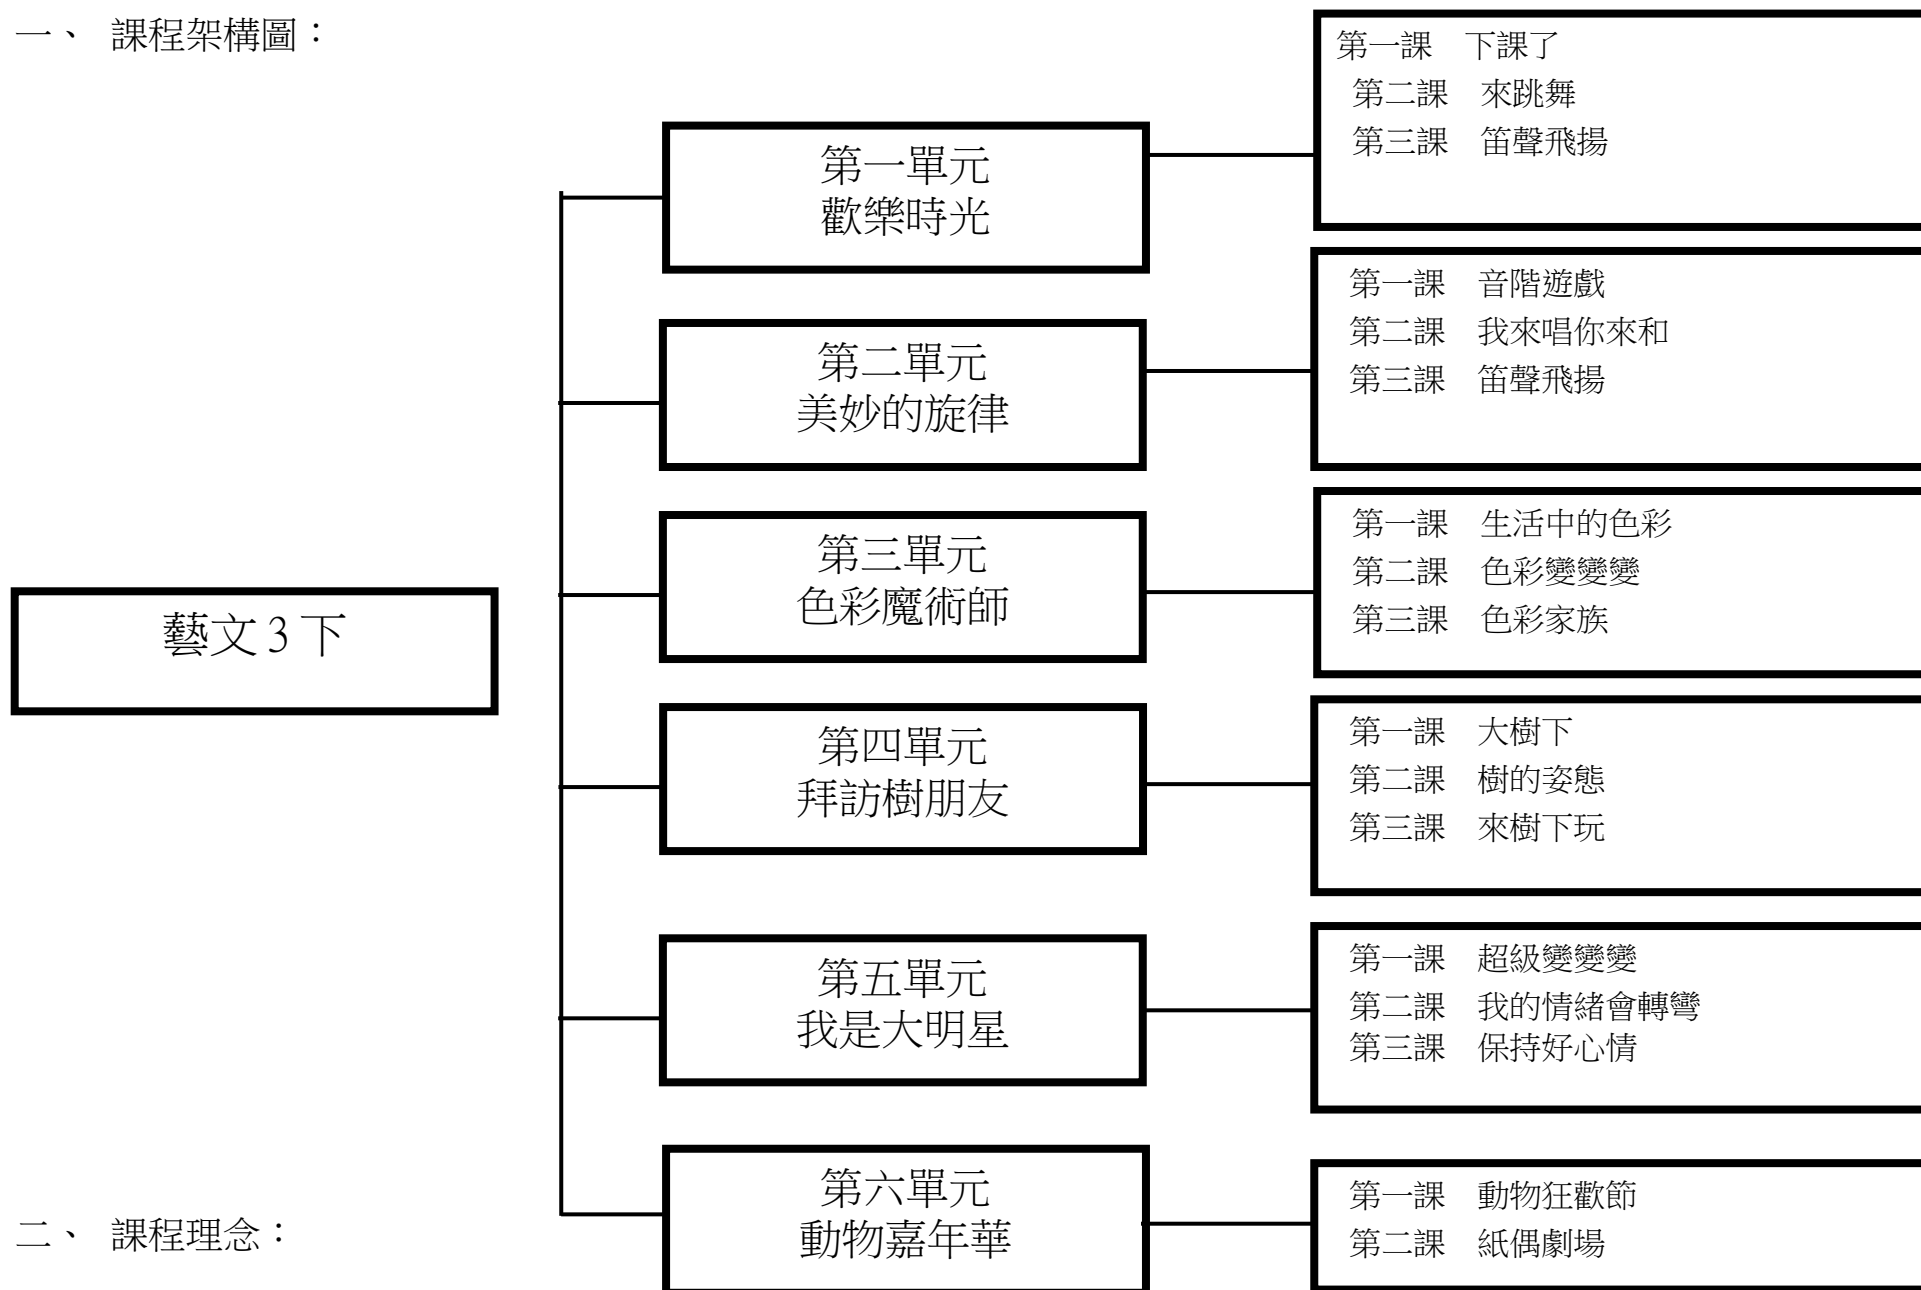 一、 課程架構圖：
藝文3下
第一單元
歡樂時光
第一課　下課了
第二課　來跳舞
第三課　笛聲飛揚
第二單元
美妙的旋律
第一課　音階遊戲
第二課　我來唱你來和
第三課　笛聲飛揚
第三單元
色彩魔術師
第一課　生活中的色彩
第二課　色彩變變變
第三課　色彩家族
第四單元
拜訪樹朋友
第一課　大樹下
第二課　樹的姿態
第三課　來樹下玩
第五單元
我是大明星
第一課　超級變變變
第二課　我的情緒會轉彎
第三課　保持好心情
第六單元
動物嘉年華
第一課　動物狂歡節
第二課　紙偶劇場
二、 課程理念：